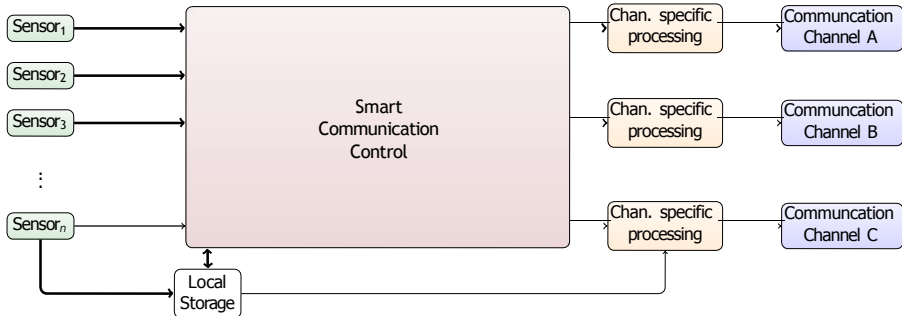 Sensor₁
Sensor₂
Sensor₃
⋮
Sensorₙ
Smart
Communication
Control
Local
Storage
Chan. specific
processing
Chan. specific
processing
Chan. specific
processing
Communcation
Channel A
Communcation
Channel B
Communcation
Channel C